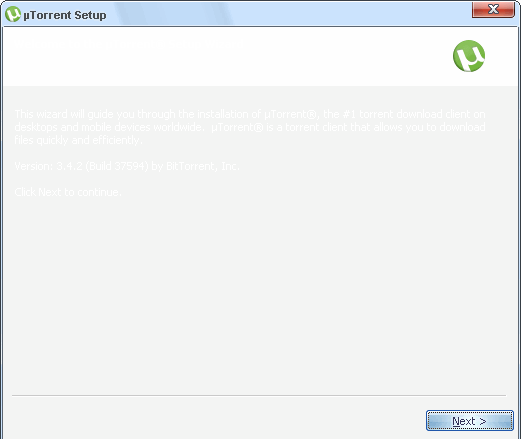 µTorrent Setup
This wizard will guide you through the installation of µTorrent®, the #1 torrent download client on
desktops and mobile devices worldwide. µTorrent® is a torrent client that allows you to download
files quickly and efficiently.
Version: 3.4.2 (Build 37594) by BitTorrent, Inc.
Click Next to continue.
Next >